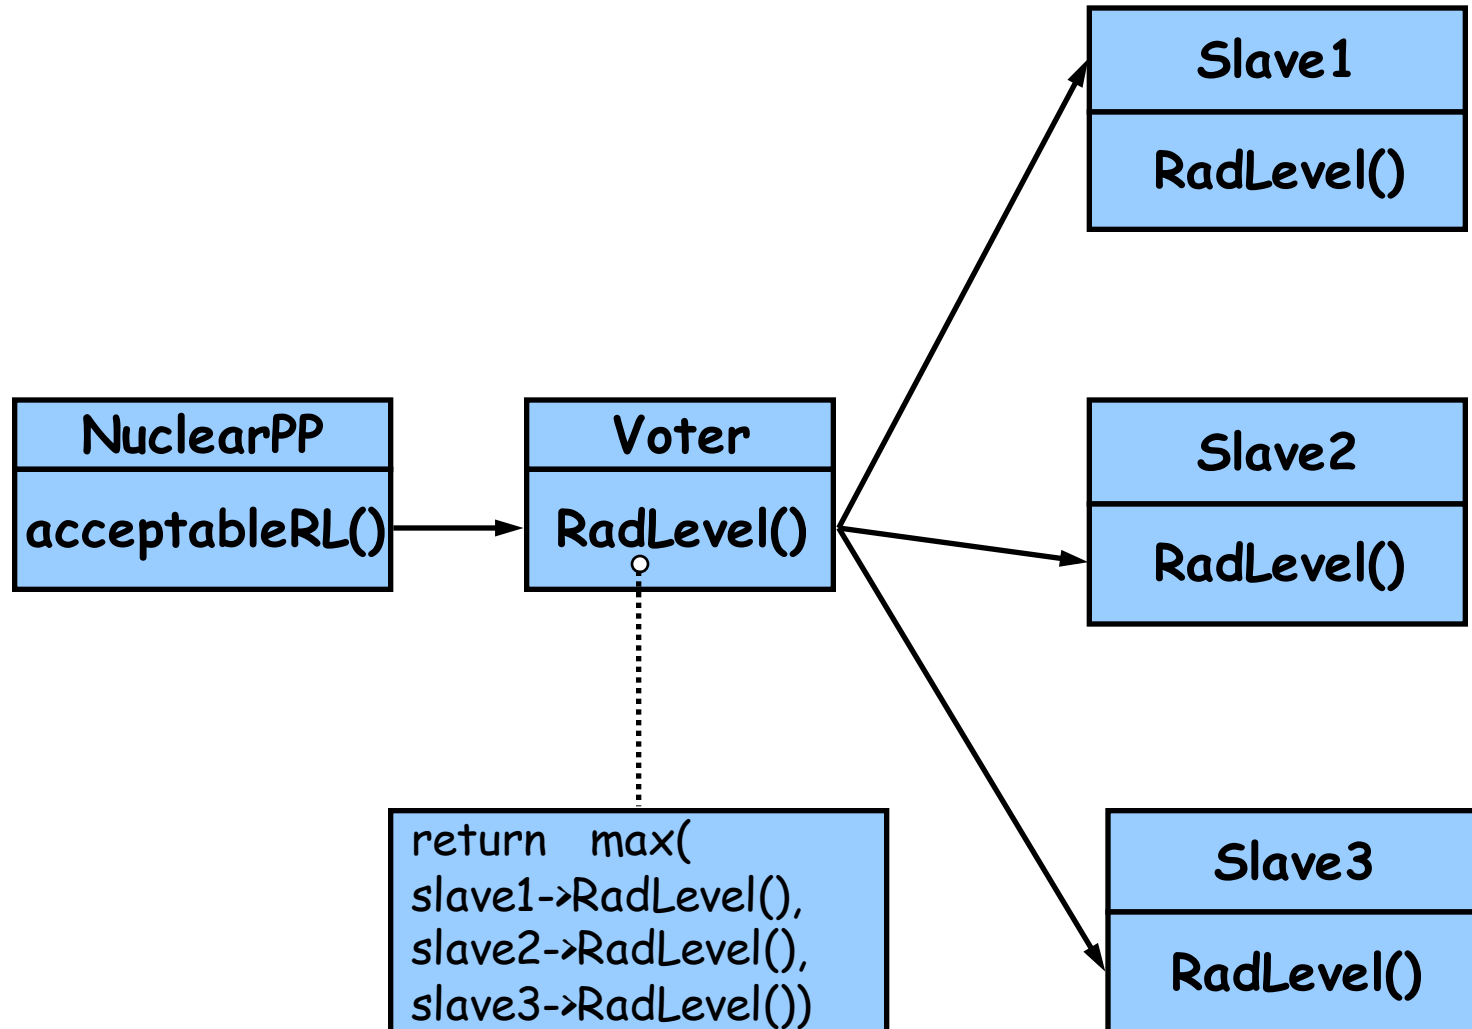 Slave1
RadLevel()
NuclearPP
acceptableRL()
Voter
RadLevel()
Slave2
RadLevel()
return max(
slave1->RadLevel(),
slave2->RadLevel(),
slave3->RadLevel())
Slave3
RadLevel()